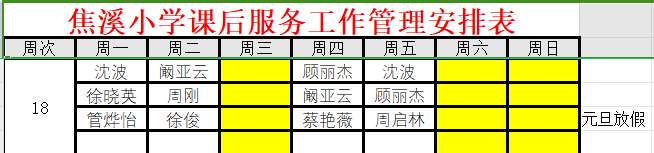 焦溪小学课后服务工作管理安排表
周次 周一 周二 周三 周四 周五 周六 周日
沈波 阚亚云 顾丽杰 沈波
徐晓英 周刚 阚亚云 顾丽杰
18
管烨怡 徐俊 蔡艳薇 周启林 元旦放假